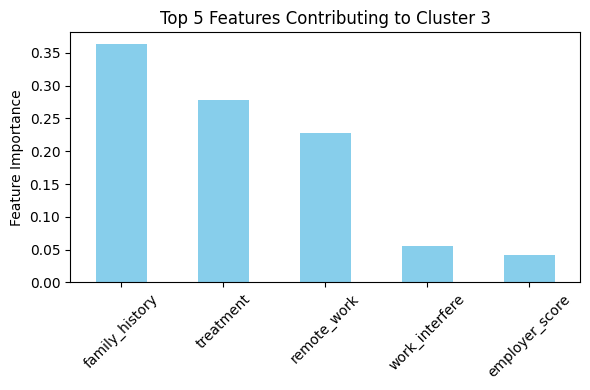 Top 5 Features Contributing to Cluster 3
Feature Importance
0.35
0.30
0.25
0.20
0.15
0.10
0.05
0.00
family_history
treatment
remote_work
work_interfere
employer_score